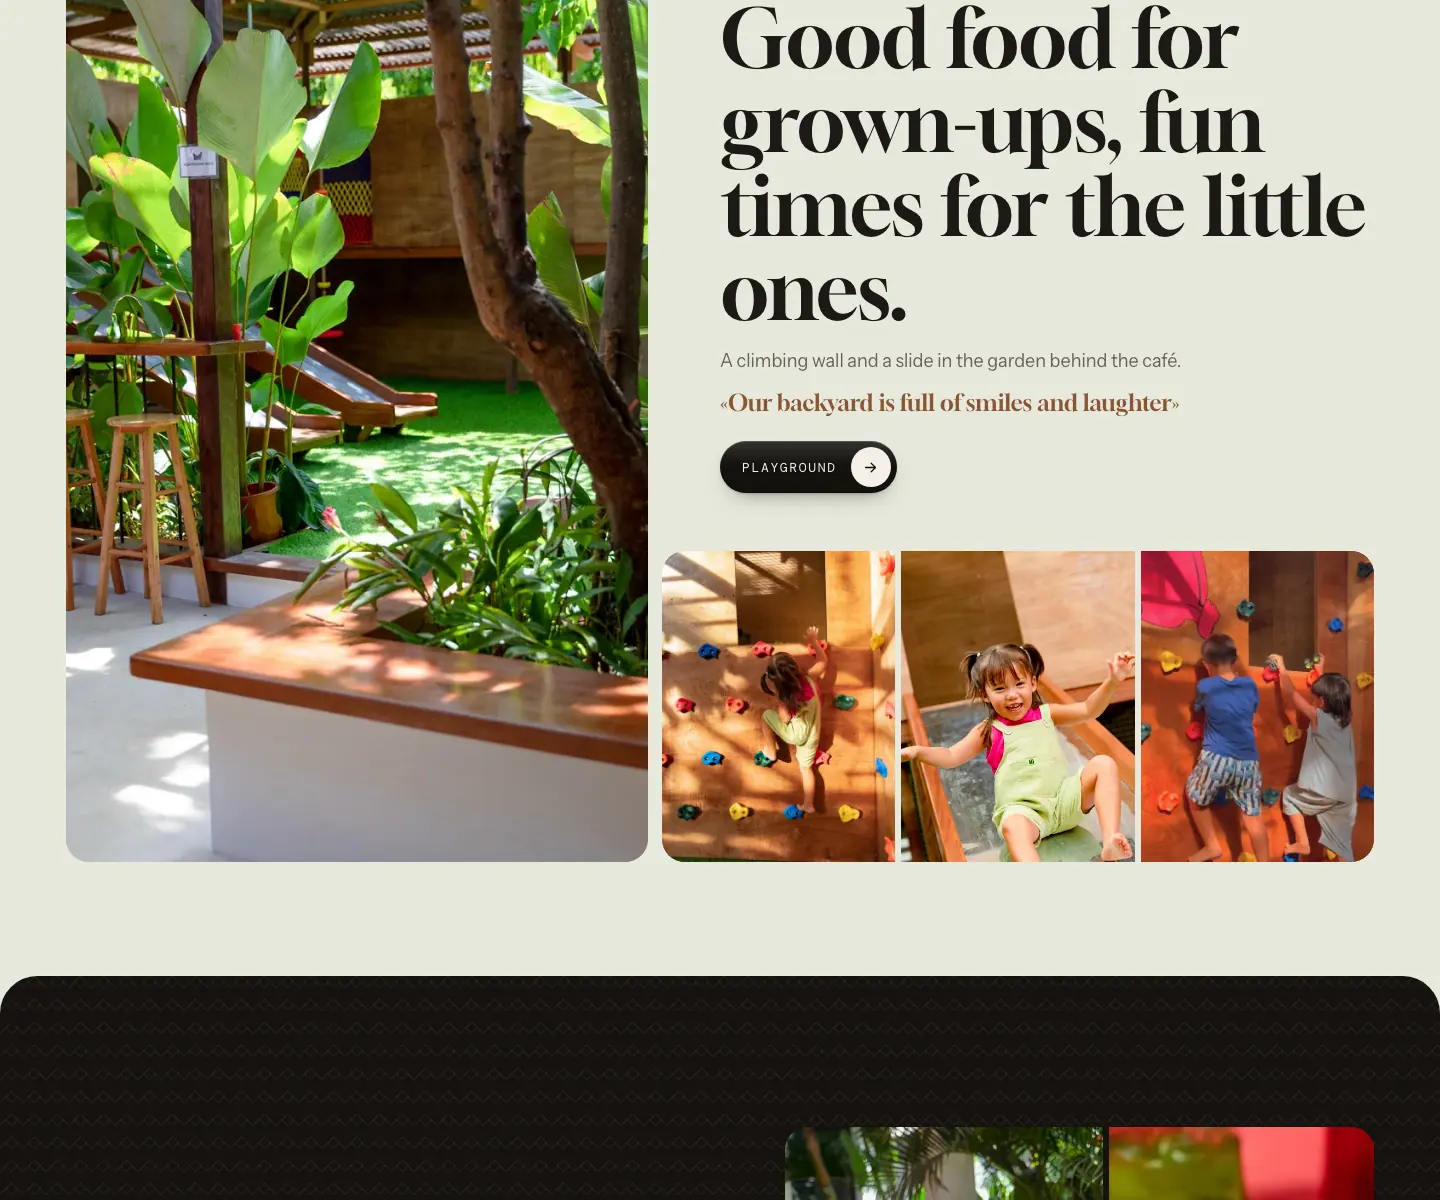 Good food for
grown-ups, fun
times for the little
ones.
A climbing wall and a slide in the garden behind the café.
«Our backyard is full of smiles and laughter»
PLAYGROUND